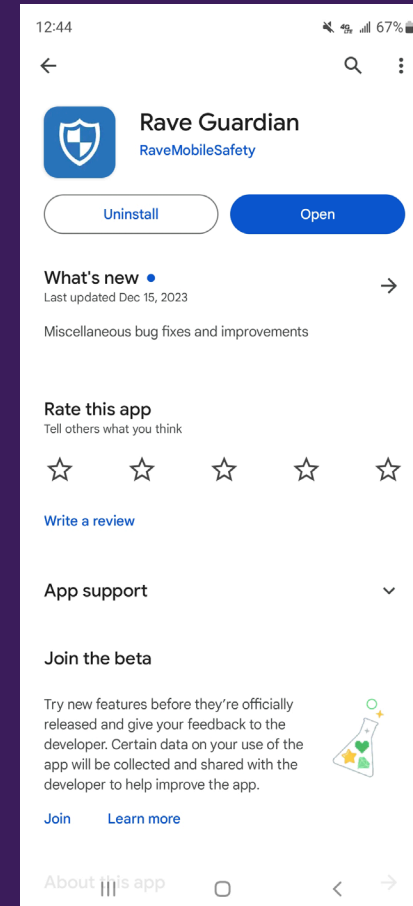 12:44
4G LTE 67%
Rave Guardian
RaveMobileSafety
Uninstall
Open
What's new
Last updated Dec 15, 2023
Miscellaneous bug fixes and improvements
Rate this app
Tell others what you think
Write a review
App support
Join the beta
Try new features before they're officially
released and give your feedback to the
developer. Certain data on your use of the
app will be collected and shared with the
developer to help improve the app.
Join
Learn more
About this app